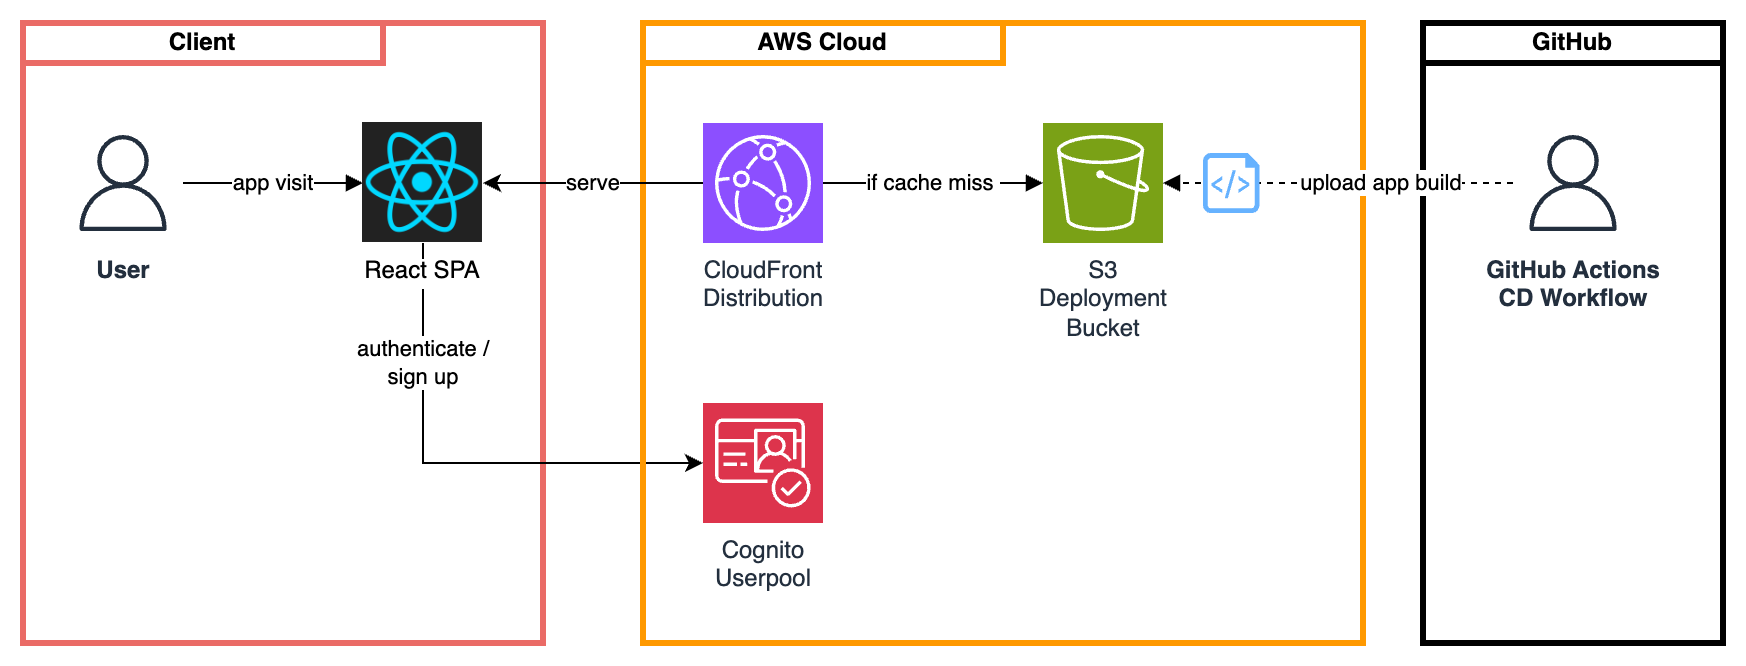 Client
AWS Cloud
GitHub
app visit
serve
if cache miss
</>
upload app build
User
React SPA
CloudFront
Distribution
S3
Deployment
Bucket
GitHub Actions
CD Workflow
authenticate /
sign up
Cognito
Userpool